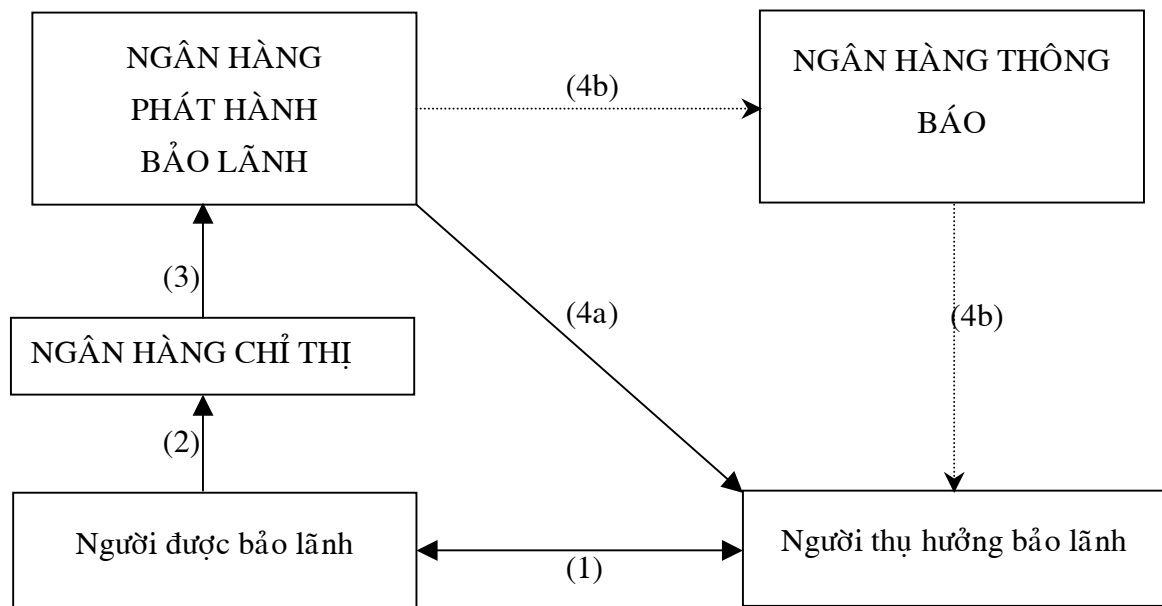 NGÂN HÀNG
PHÁT HÀNH
BẢO LÃNH
(4b)
NGÂN HÀNG THÔNG
BÁO
(3)
(4a)
(4b)
NGÂN HÀNG CHỈ THỊ
(2)
Người được bảo lãnh
(1)
Người thụ hưởng bảo lãnh